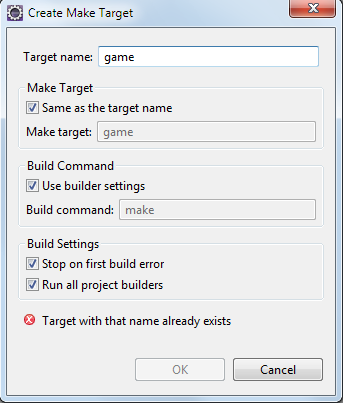 Create Make Target
Target name: game
Make Target
Same as the target name
Make target: game
Build Command
Use builder settings
Build command: make
Build Settings
Stop on first build error
Run all project builders
Target with that name already exists
OK Cancel